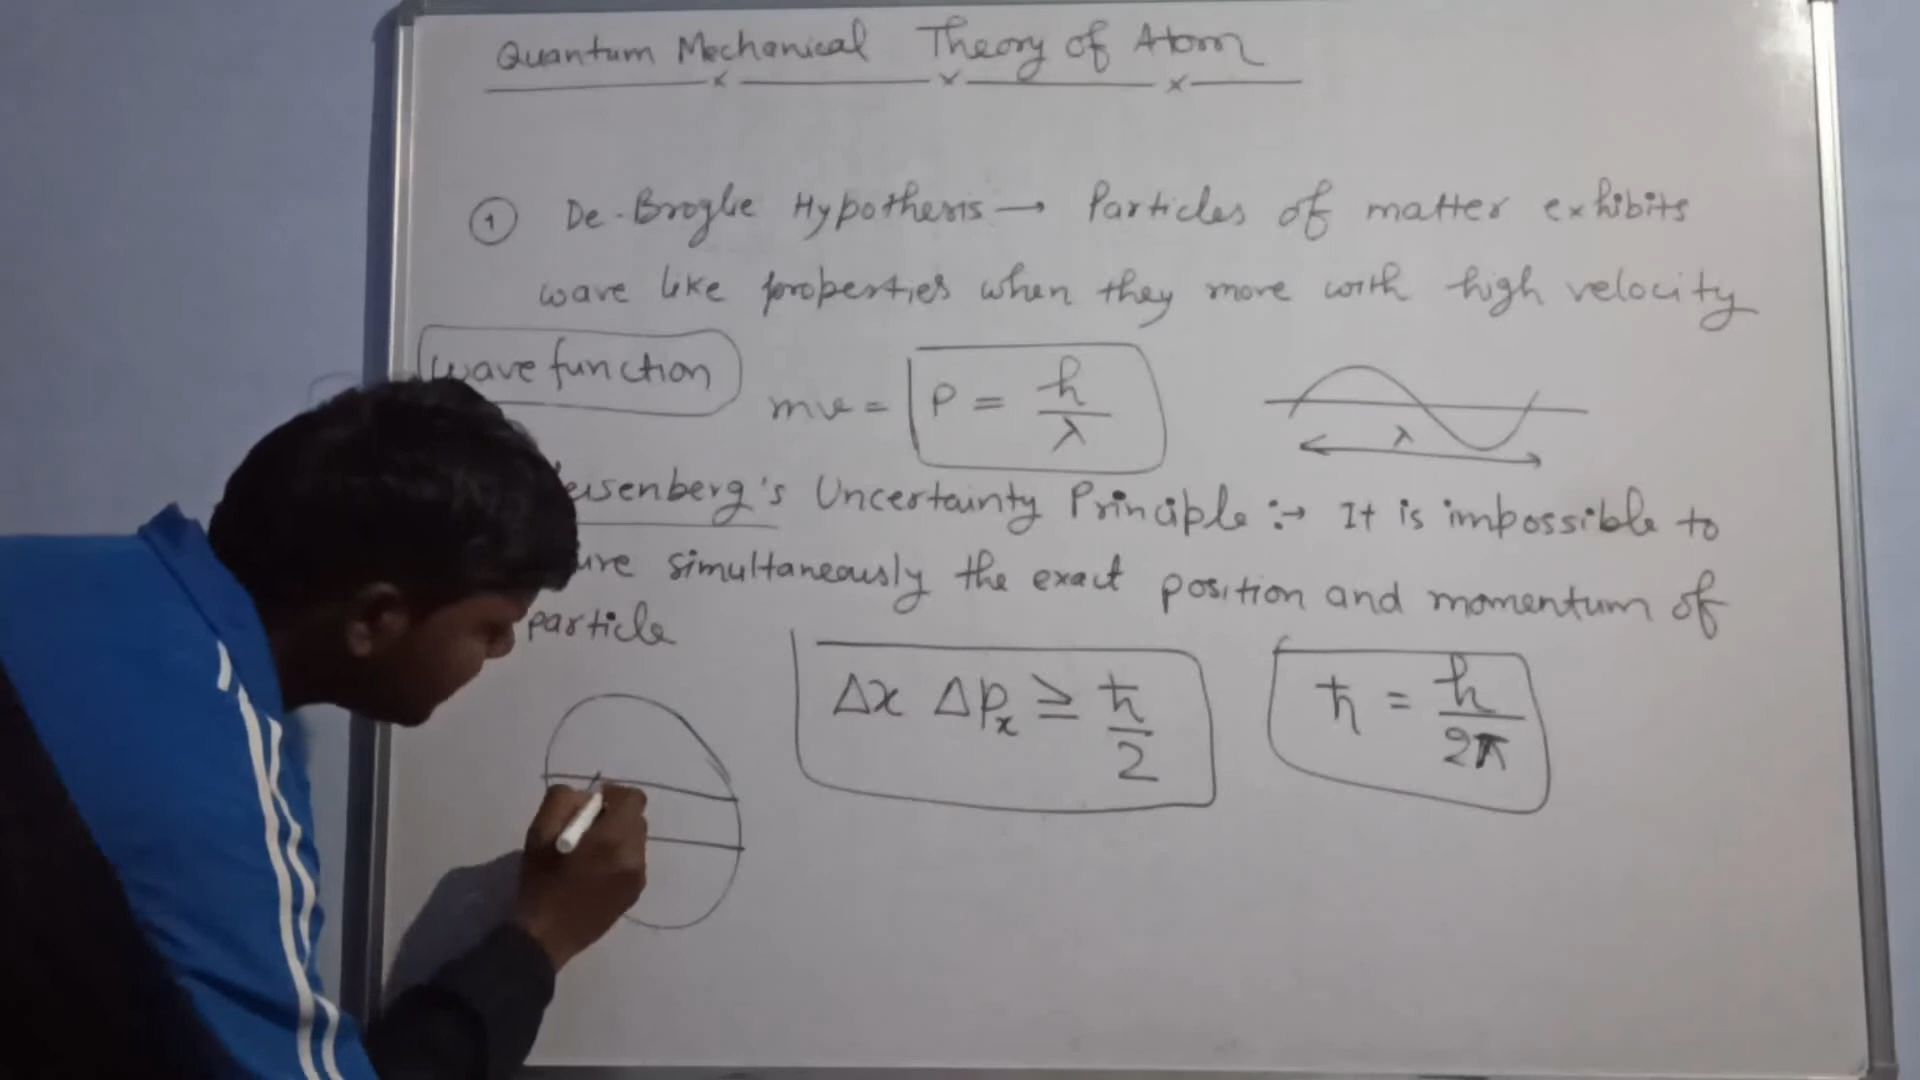 Quantum Mechanical Theory of Atom
① De-Broglie Hypothesis → Particles of matter exhibits
wave like properties when they move with high velocity
wave function
mv = P = h/λ
λ
Heisenberg's Uncertainty Principle :→ It is impossible to
simultaneously the exact position and momentum of
particle
Δx Δpₓ ≥ ħ/2
ħ = h/2π